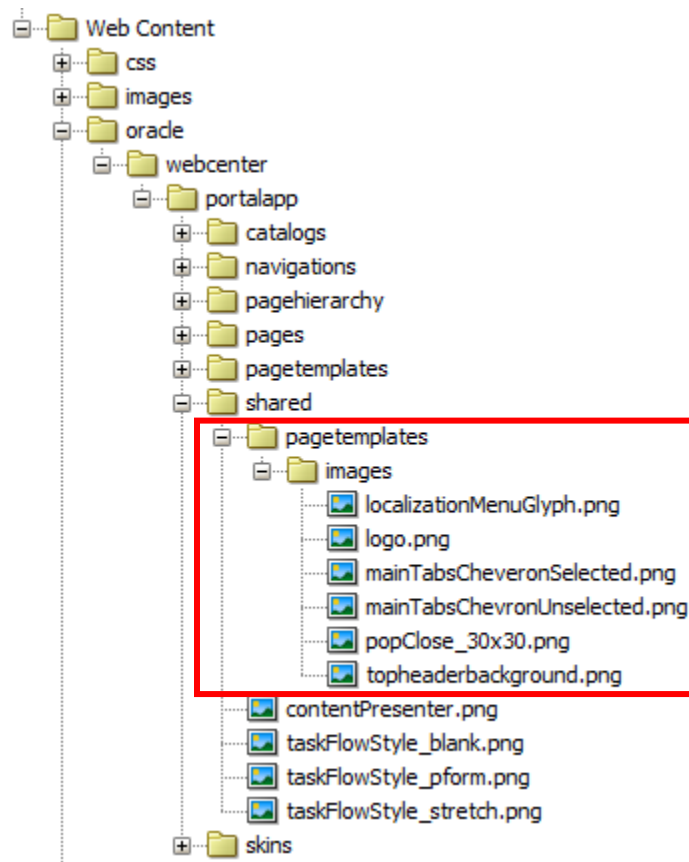 Web Content
css
images
oracle
webcenter
portalapp
catalogs
navigations
pagehierarchy
pages
pagetemplates
shared
pagetemplates
images
localizationMenuGlyph.png
logo.png
mainTabsCheveronSelected.png
mainTabsChevronUnselected.png
popClose_30x30.png
topheaderbackground.png
contentPresenter.png
taskFlowStyle_blank.png
taskFlowStyle_pform.png
taskFlowStyle_stretch.png
skins